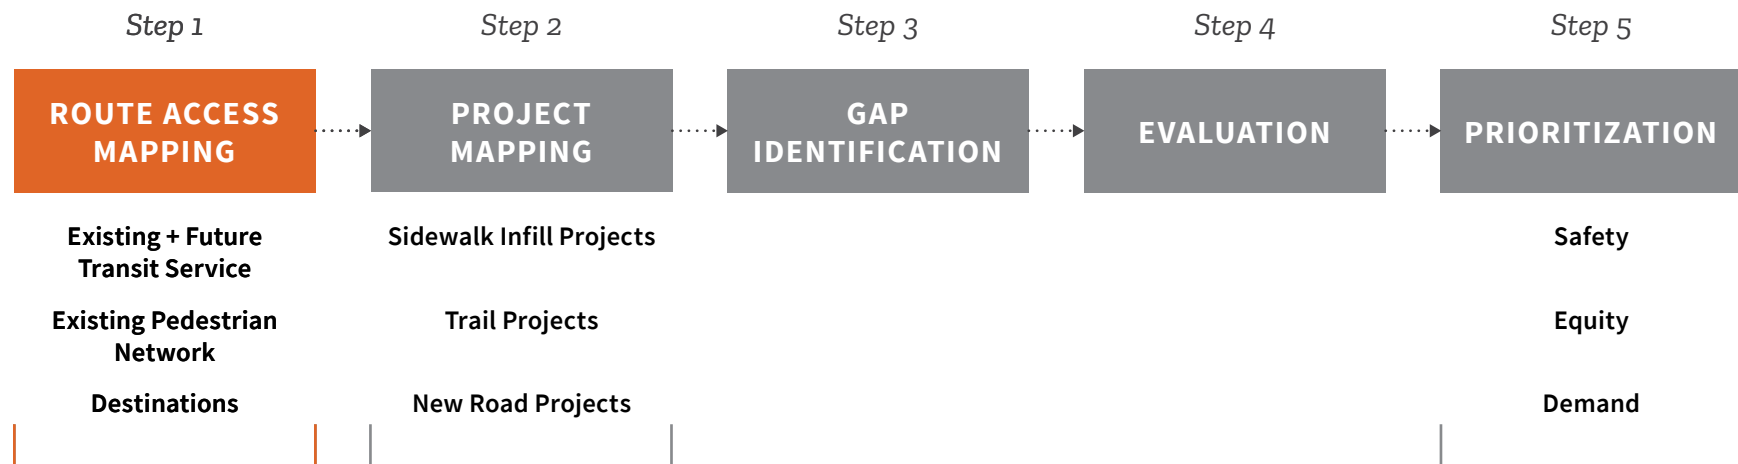 Step 1
Step 2
Step 3
Step 4
Step 5
ROUTE ACCESS
MAPPING
PROJECT
MAPPING
GAP
IDENTIFICATION
EVALUATION
PRIORITIZATION
Existing + Future
Transit Service
Existing Pedestrian
Network
Destinations
Sidewalk Infill Projects
Trail Projects
New Road Projects
Safety
Equity
Demand